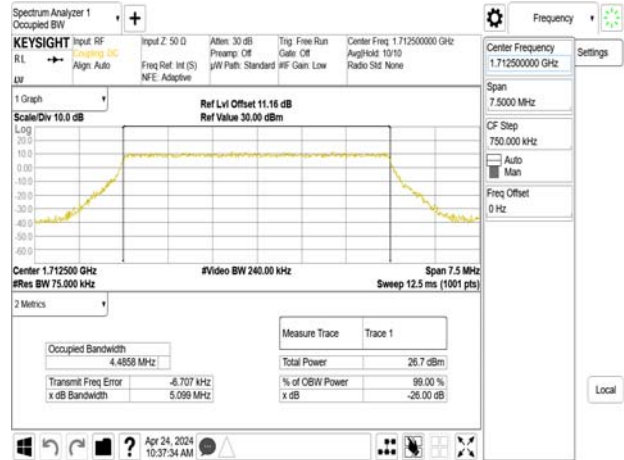 Spectrum Analyzer 1
Occupied BW
Frequency
KEYSIGHT
Input: RF
Coupling: DC
Align: Auto
Input Z: 50 Ω
Freq Ref: Int (S)
NFE: Adaptive
Atten: 30 dB
Preamp: Off
µW Path: Standard
Trig: Free Run
Gate: Off
#IF Gain: Low
Center Freq: 1.712500000 GHz
Avg|Hold: 10/10
Radio Std: None
R L
Center Frequency
1.712500000 GHz
Settings
Span
7.5000 MHz
CF Step
750.000 kHz
Auto
Man
Freq Offset
0 Hz
Local
1 Graph
Scale/Div 10.0 dB
Ref Lvl Offset 11.16 dB
Ref Value 30.00 dBm
Log
20.0
10.0
0.00
-10.0
-20.0
-30.0
-40.0
-50.0
-60.0
Center 1.712500 GHz
#Res BW 75.000 kHz
#Video BW 240.00 kHz
Span 7.5 MHz
Sweep 12.5 ms (1001 pts)
2 Metrics
Occupied Bandwidth
4.4858 MHz
Transmit Freq Error -6.707 kHz
x dB Bandwidth 5.099 MHz
Measure Trace Trace 1
Total Power 26.7 dBm
% of OBW Power 99.00 %
x dB -26.00 dB
Apr 24, 2024
10:37:34 AM